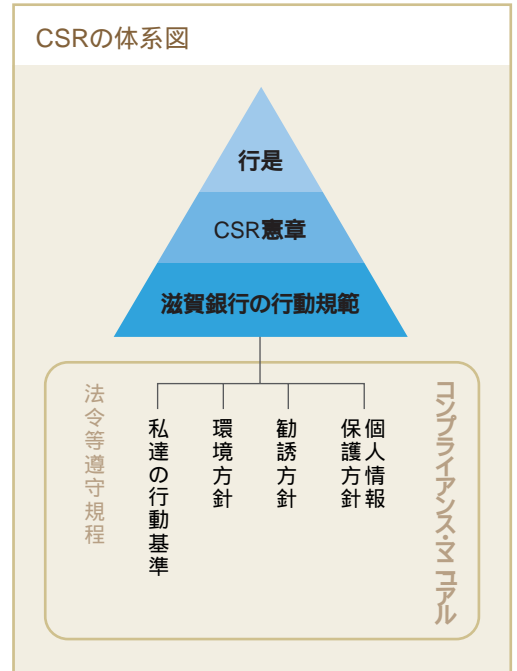 CSRの体系図
行是
CSR憲章
滋賀銀行の行動規範
コンプライアンス・マニュアル
個人情報
保護方針
勧誘方針
環境方針
私達の行動基準
法令等遵守規程